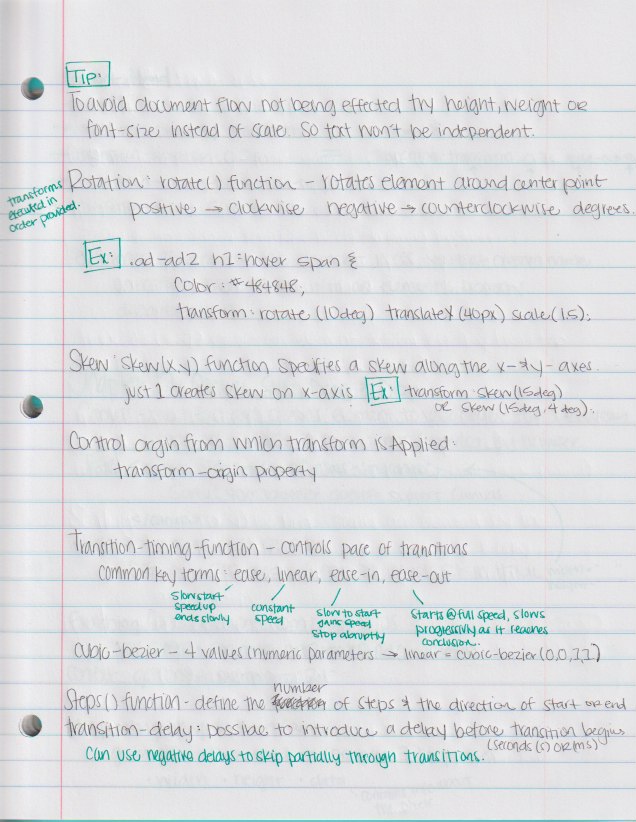 Tip:
To avoid document flow not being effected try height, weight or
font-size instead of scale. So text won't be independent.
transforms
executed in
order provided.
Rotation: rotate() function - rotates element around center point
positive → clockwise negative → counterclockwise degrees.
Ex: .ad-ad2 h1:hover span {
Color: #484848;
transform: rotate (10deg) translateX (40px) scale(1.5);
Skew: skew(x,y) function specifies a skew along the x- & y- axes.
just 1 creates skew on x-axis Ex: transform: skew(15deg)
OR skew (15deg, 4deg);
Control orgin from which transform is Applied:
transform-origin property
Transition-timing-function - controls pace of transitions
common key terms: ease, linear, ease-in, ease-out
slow start
speed up
ends slowly
constant
speed
slow to start
gains speed
stop abruptly
starts @ full speed, slows
progressivly as it reaches
conclusion.
cubic-bezier - 4 values (numeric parameters → linear = cubic-bezier (0,0,1,1)
Steps() function - define the number of steps & the direction of start or end
transition-delay: possible to introduce a delay before transition begins
(seconds (s) OR (ms)
Can use negative delays to skip partially through transitions.